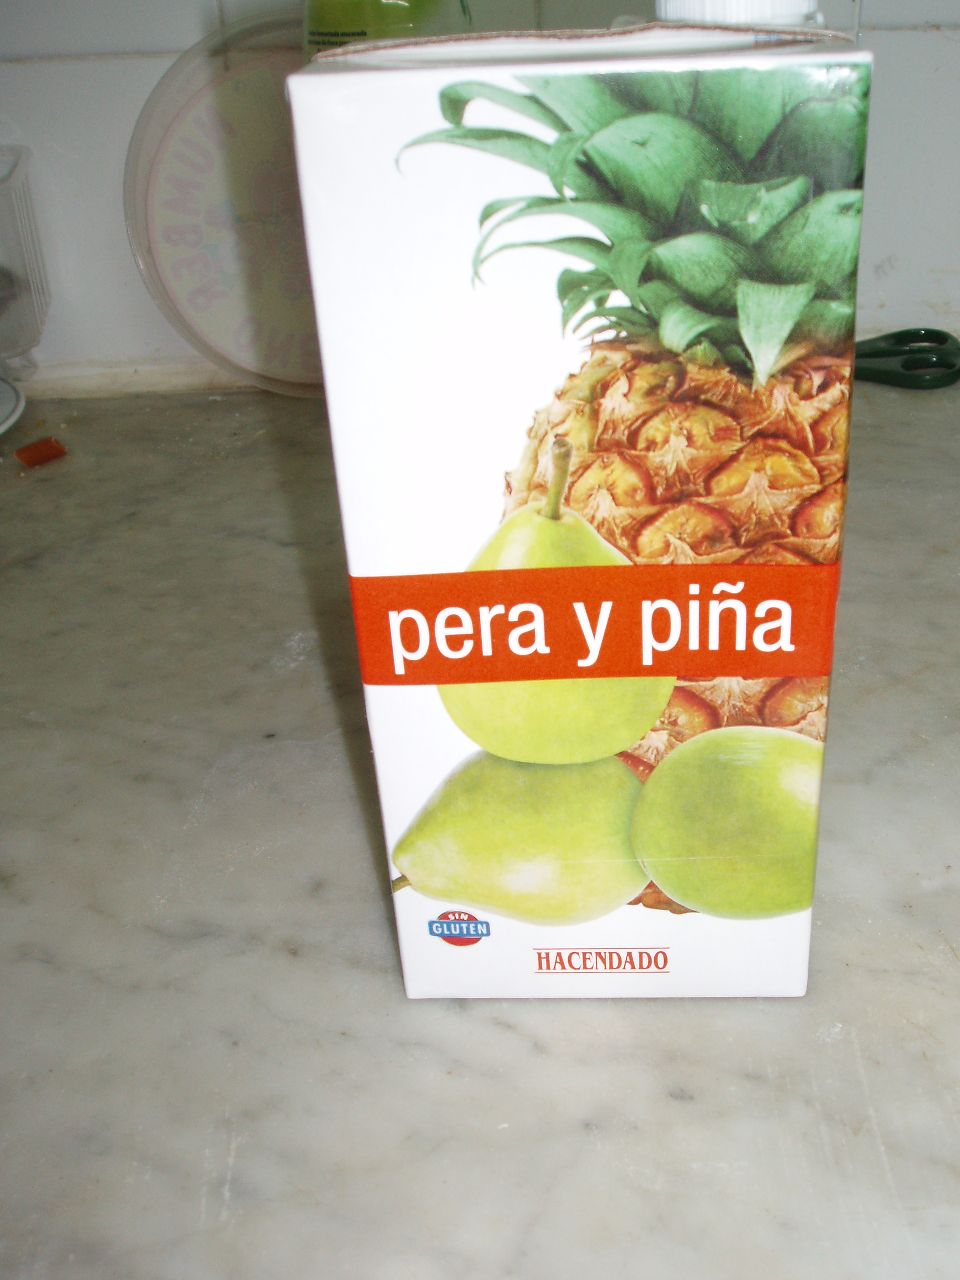 pera y piña
SIN
GLUTEN
HACENDADO